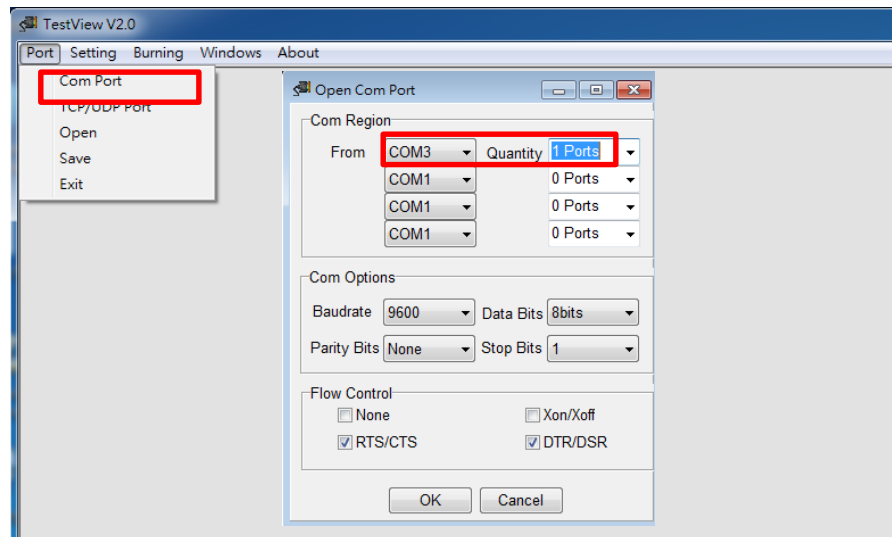 TestView V2.0
Port Setting Burning Windows About
Com Port
TCP/UDP Port
Open
Save
Exit
Open Com Port
Com Region
From COM3 Quantity 1 Ports
COM1 0 Ports
COM1 0 Ports
COM1 0 Ports
Com Options
Baudrate 9600 Data Bits 8bits
Parity Bits None Stop Bits 1
Flow Control
None Xon/Xoff
RTS/CTS DTR/DSR
OK Cancel